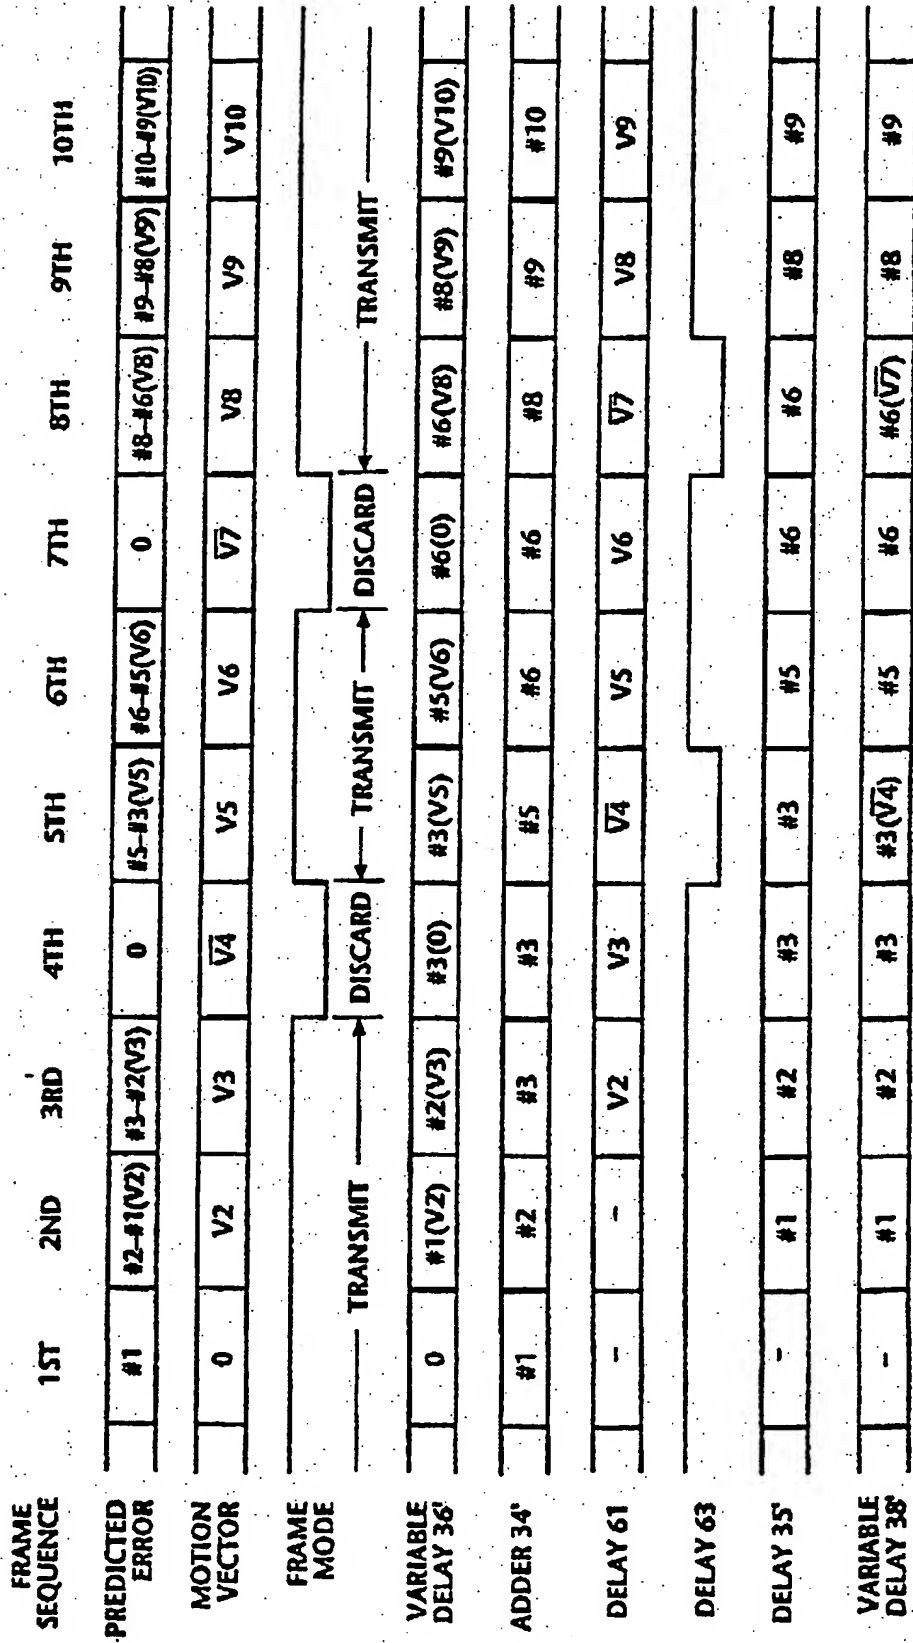 FRAME SEQUENCE 1ST 2ND 3RD 4TH 5TH 6TH 7TH 8TH 9TH 10TH
PREDICTED ERROR #1 #2–#1(V2) #3–#2(V3) 0 #5–#3(V5) #6–#5(V6) 0 #8–#6(V8) #9–#8(V9) #10–#9(V10)
MOTION VECTOR 0 V2 V3 V̅4̅ V5 V6 V̅7̅ V8 V9 V10
FRAME MODE
TRANSMIT DISCARD TRANSMIT DISCARD TRANSMIT
VARIABLE DELAY 36' 0 #1(V2) #2(V3) #3(0) #3(V5) #5(V6) #6(0) #6(V8) #8(V9) #9(V10)
ADDER 34' #1 #2 #3 #3 #5 #6 #6 #8 #9 #10
DELAY 61 – – V2 V3 V̅4̅ V5 V6 V̅7̅ V8 V9
DELAY 63
DELAY 35' – #1 #2 #3 #3 #5 #6 #6 #8 #9
VARIABLE DELAY 38' – #1 #2 #3 #3(V̅4̅) #5 #6 #6(V̅7̅) #8 #9